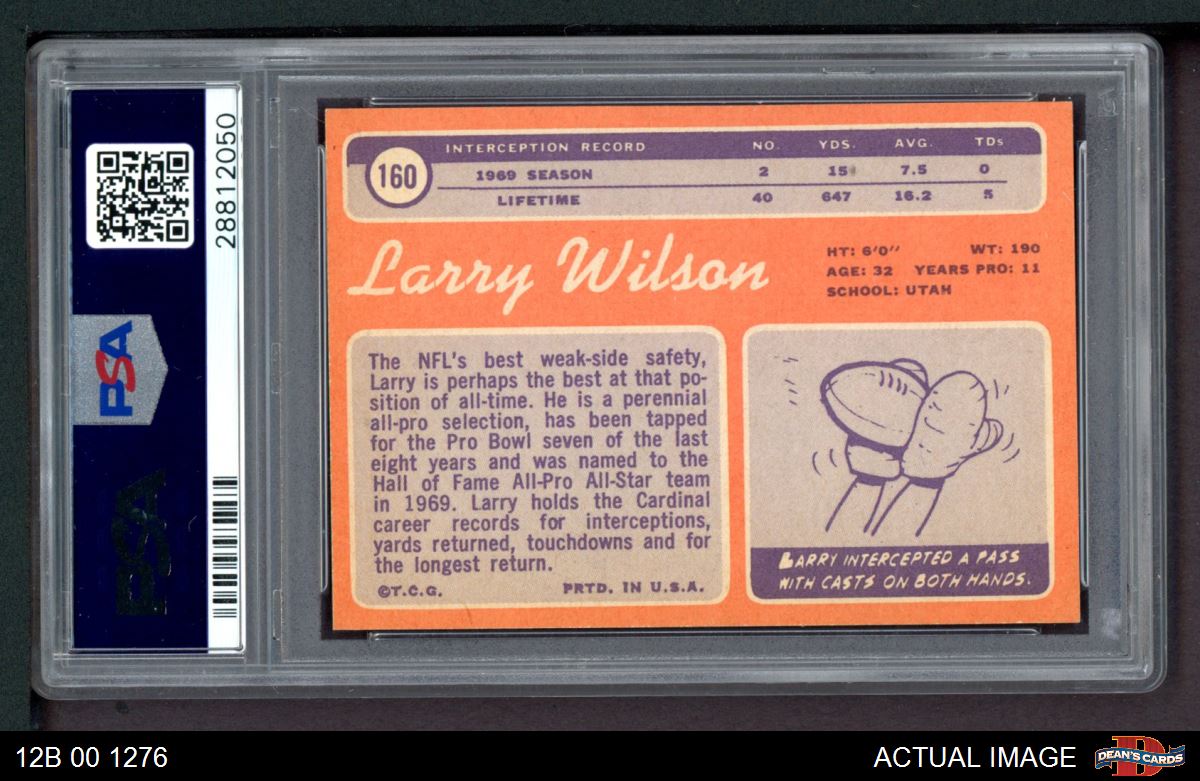 28812050
PSA
PSA
160
INTERCEPTION RECORD NO. YDS. AVG. TDs
1969 SEASON 2 15 7.5 0
LIFETIME 40 647 16.2 5
Larry Wilson
HT: 6'0" WT: 190
AGE: 32 YEARS PRO: 11
SCHOOL: UTAH
The NFL's best weak-side safety,
Larry is perhaps the best at that po-
sition of all-time. He is a perennial
all-pro selection, has been tapped
for the Pro Bowl seven of the last
eight years and was named to the
Hall of Fame All-Pro All-Star team
in 1969. Larry holds the Cardinal
career records for interceptions,
yards returned, touchdowns and for
the longest return.
©T.C.G. PRTD. IN U.S.A.
LARRY INTERCEPTED A PASS
WITH CASTS ON BOTH HANDS.
12B 00 1276
ACTUAL IMAGE
D
DEAN'S CARDS